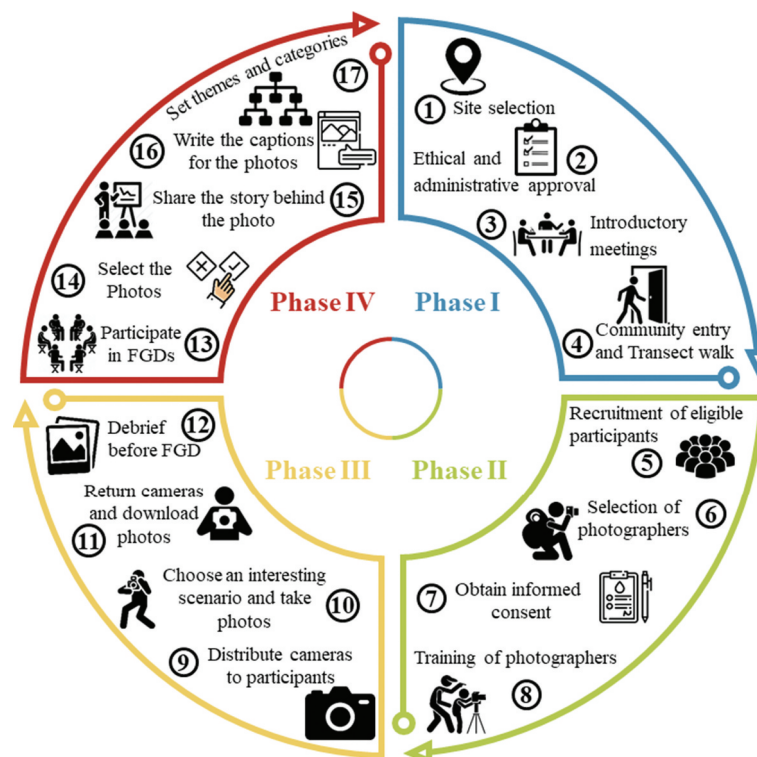 1 Site selection
Ethical and
administrative approval
2
3 Introductory
meetings
4 Community entry
and Transect walk
Phase I
Recruitment of eligible
participants
5
Selection of
photographers
6
7 Obtain informed
consent
Training of photographers
8
Phase II
9 Distribute cameras
to participants
Choose an interesting
scenario and take
photos
10
Return cameras
and download
photos
11
Debrief
before FGD
12
Phase III
Participate
in FGDs
13
14 Select the
Photos
Share the story behind
the photo
15
16 Write the captions
for the photos
Set themes and categories
17
Phase IV